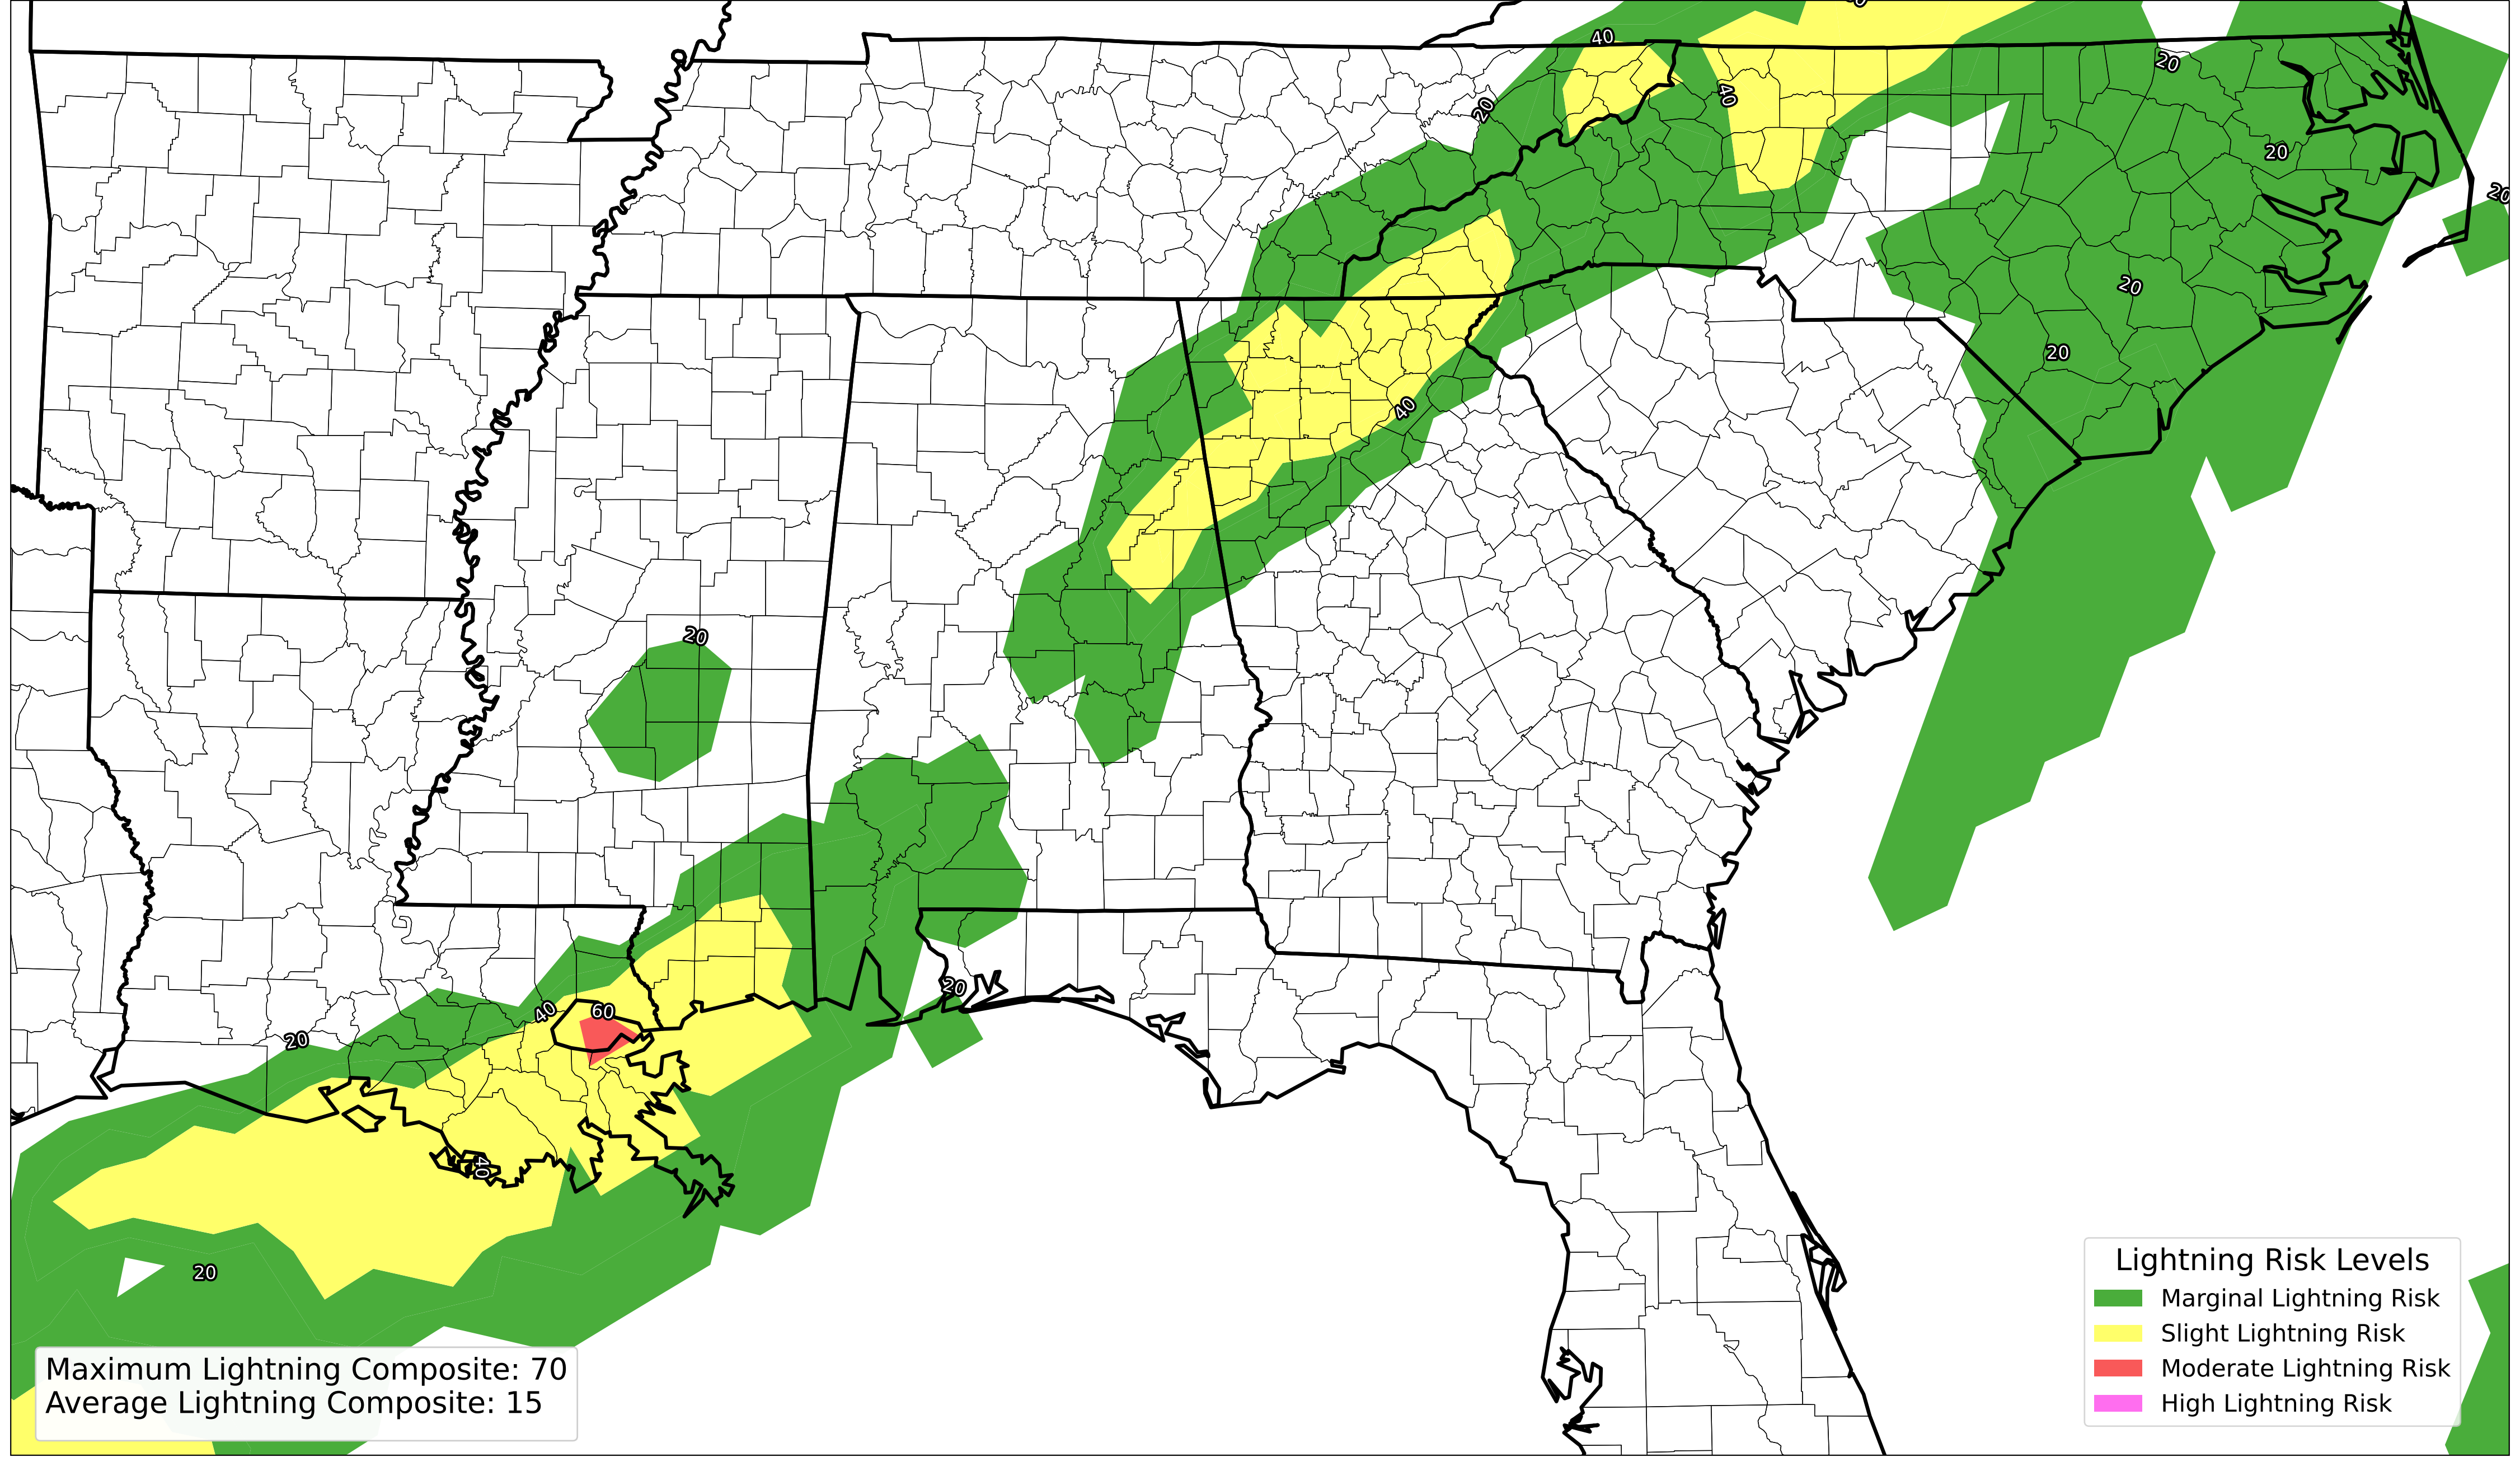 40
20
40
20
20
20
20
20
40
20
20
40
60
20
40
20
Lightning Risk Levels
Marginal Lightning Risk
Slight Lightning Risk
Moderate Lightning Risk
High Lightning Risk
Maximum Lightning Composite: 70
Average Lightning Composite: 15